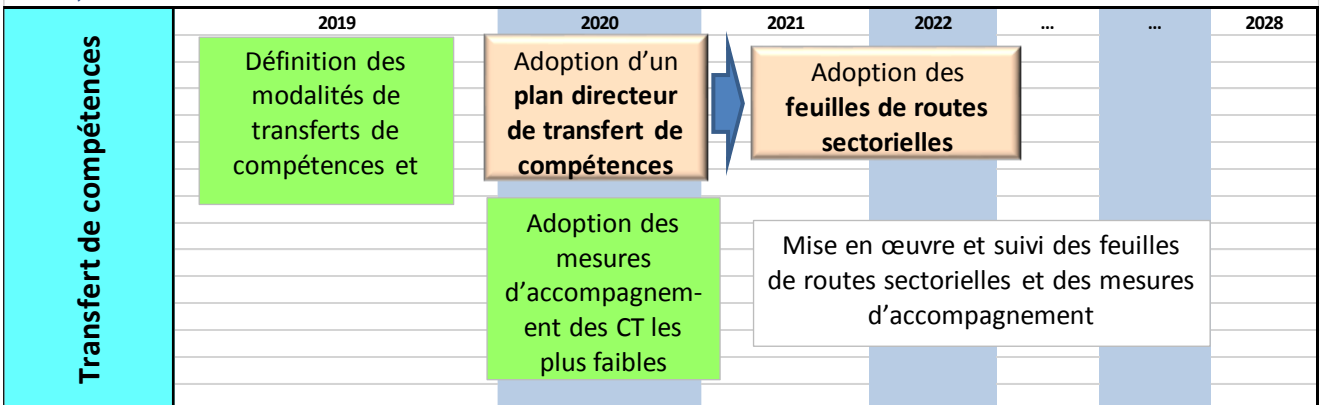 2019 2020 2021 2022 ... ... 2028
Transfert de compétences
Définition des
modalités de
transferts de
compétences et
Adoption d’un
plan directeur
de transfert de
compétences
Adoption des
feuilles de routes
sectorielles
Adoption des
mesures
d’accompagnem-
ent des CT les
plus faibles
Mise en œuvre et suivi des feuilles
de routes sectorielles et des mesures
d’accompagnement